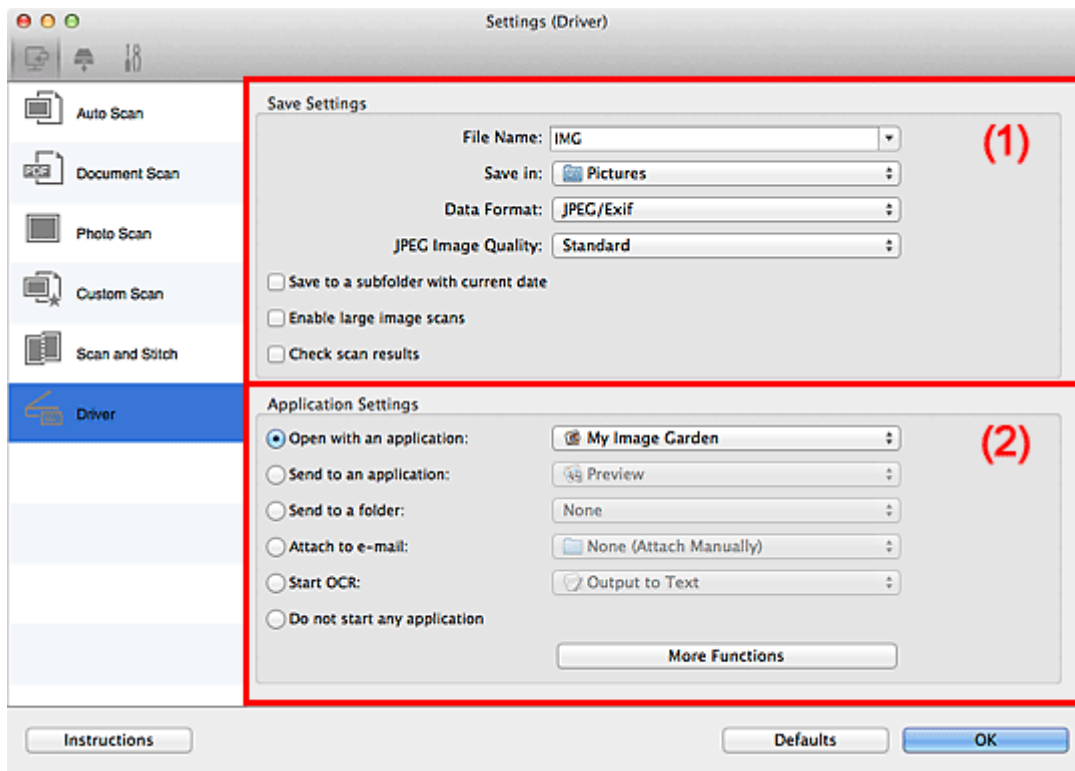 Settings (Driver)
Auto Scan
Document Scan
Photo Scan
Custom Scan
Scan and Stitch
Driver
Save Settings
(1)
File Name: IMG
Save in: Pictures
Data Format: JPEG/Exif
JPEG Image Quality: Standard
Save to a subfolder with current date
Enable large image scans
Check scan results
Application Settings
(2)
Open with an application: My Image Garden
Send to an application: Preview
Send to a folder: None
Attach to e-mail: None (Attach Manually)
Start OCR: Output to Text
Do not start any application
More Functions
Instructions
Defaults
OK